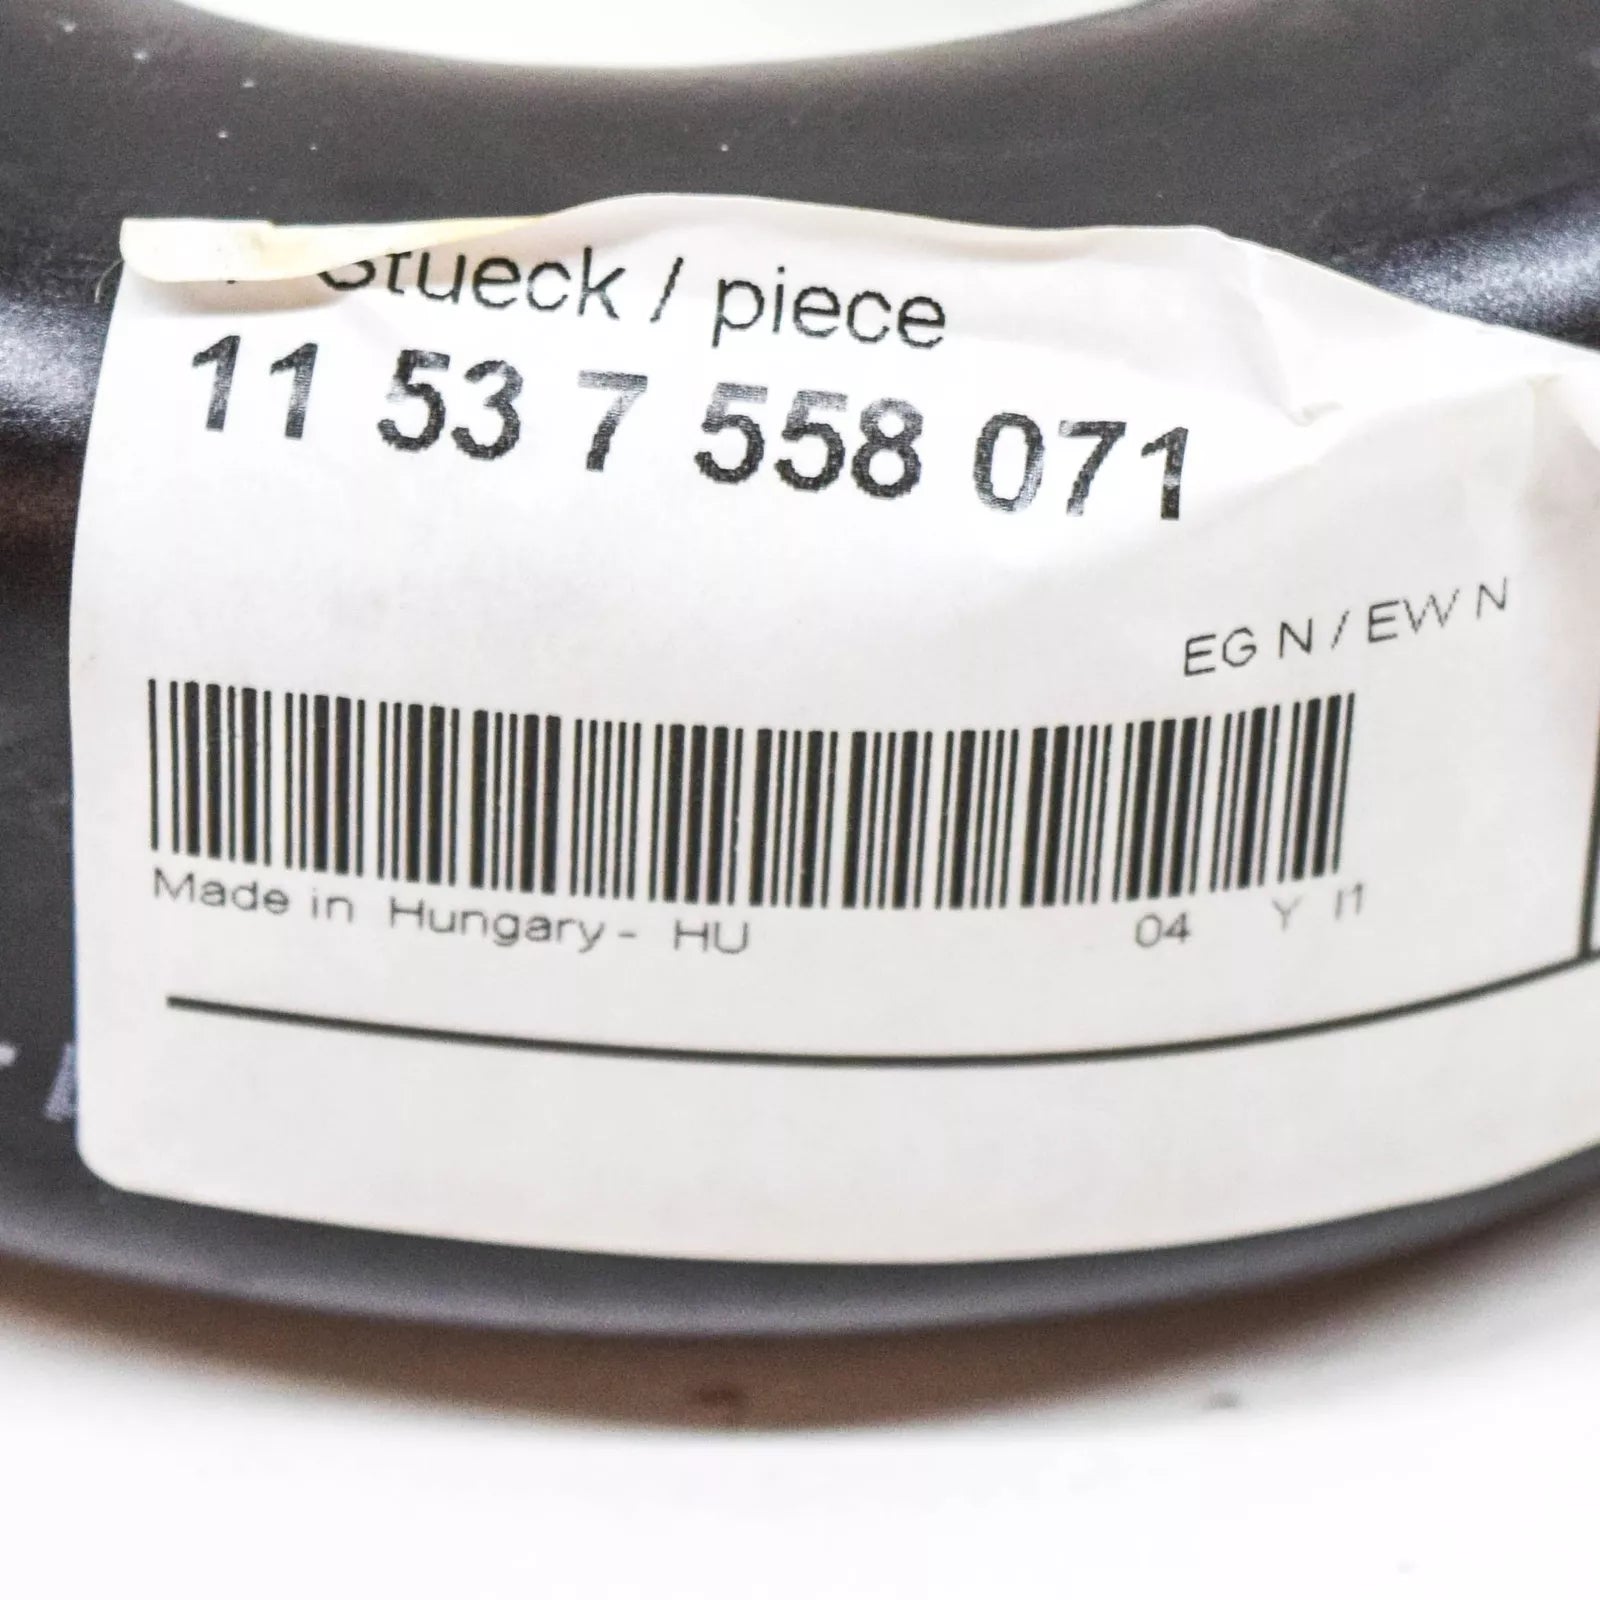 Stueck / piece
11 53 7 558 071
EG N / EW N
Made in Hungary - HU 04 Y I1